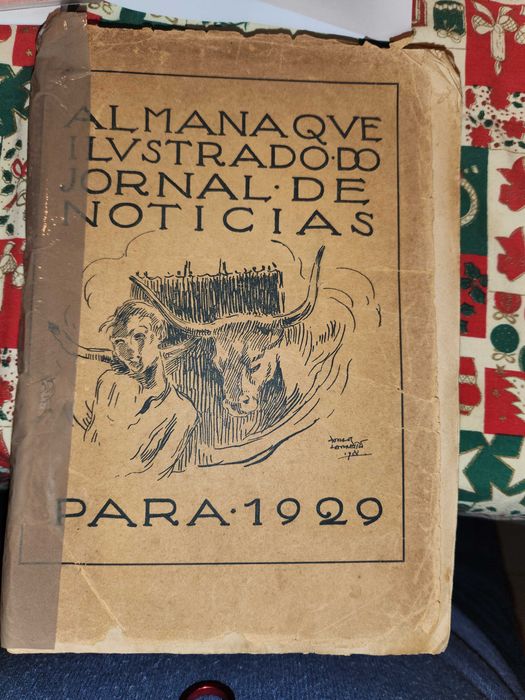 ALMANAQVE
ILVSTRADO·DO
JORNAL·DE
NOTICIAS
PARA·1929